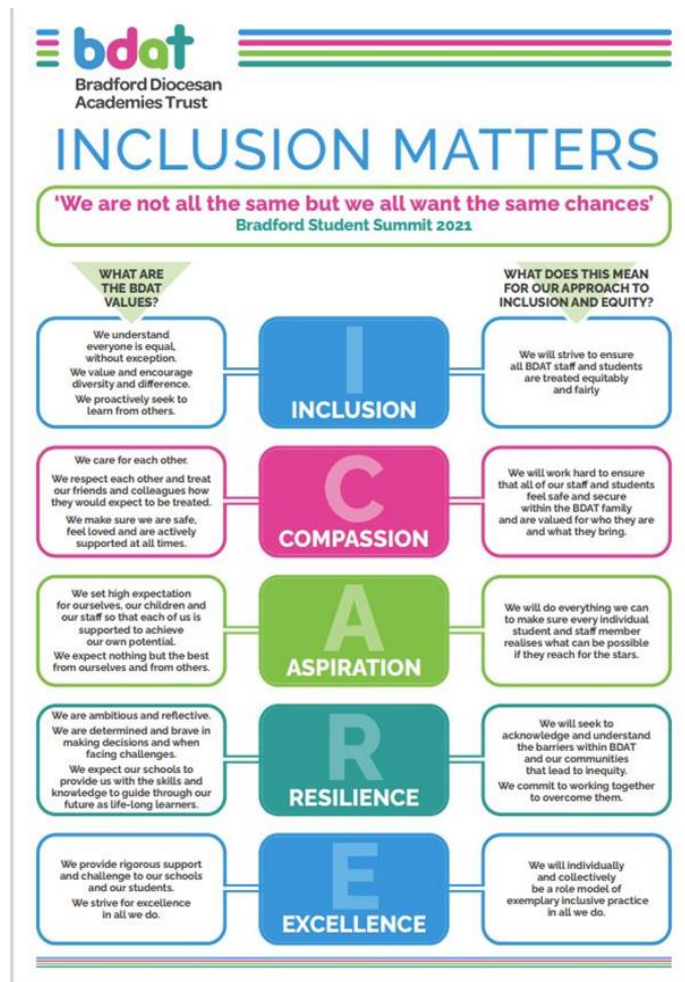 bdat
Bradford Diocesan
Academies Trust
INCLUSION MATTERS
‘We are not all the same but we all want the same chances’
Bradford Student Summit 2021
WHAT ARE
THE BDAT
VALUES?
WHAT DOES THIS MEAN
FOR OUR APPROACH TO
INCLUSION AND EQUITY?
We understand
everyone is equal,
without exception.
We value and encourage
diversity and difference.
We proactively seek to
learn from others.
I
INCLUSION
We will strive to ensure
all BDAT staff and students
are treated equitably
and fairly
We care for each other.
We respect each other and treat
our friends and colleagues how
they would expect to be treated.
We make sure we are safe,
feel loved and are actively
supported at all times.
C
COMPASSION
We will work hard to ensure
that all of our staff and students
feel safe and secure
within the BDAT family
and are valued for who they are
and what they bring.
We set high expectation
for ourselves, our children and
our staff so that each of us is
supported to achieve
our own potential.
We expect nothing but the best
from ourselves and from others.
A
ASPIRATION
We will do everything we can
to make sure every individual
student and staff member
realises what can be possible
if they reach for the stars.
We are ambitious and reflective.
We are determined and brave in
making decisions and when
facing challenges.
We expect our schools to
provide us with the skills and
knowledge to guide through our
future as life-long learners.
R
RESILIENCE
We will seek to
acknowledge and understand
the barriers within BDAT
and our communities
that lead to inequity.
We commit to working together
to overcome them.
We provide rigorous support
and challenge to our schools
and our students.
We strive for excellence
in all we do.
E
EXCELLENCE
We will individually
and collectively
be a role model of
exemplary inclusive practice
in all we do.